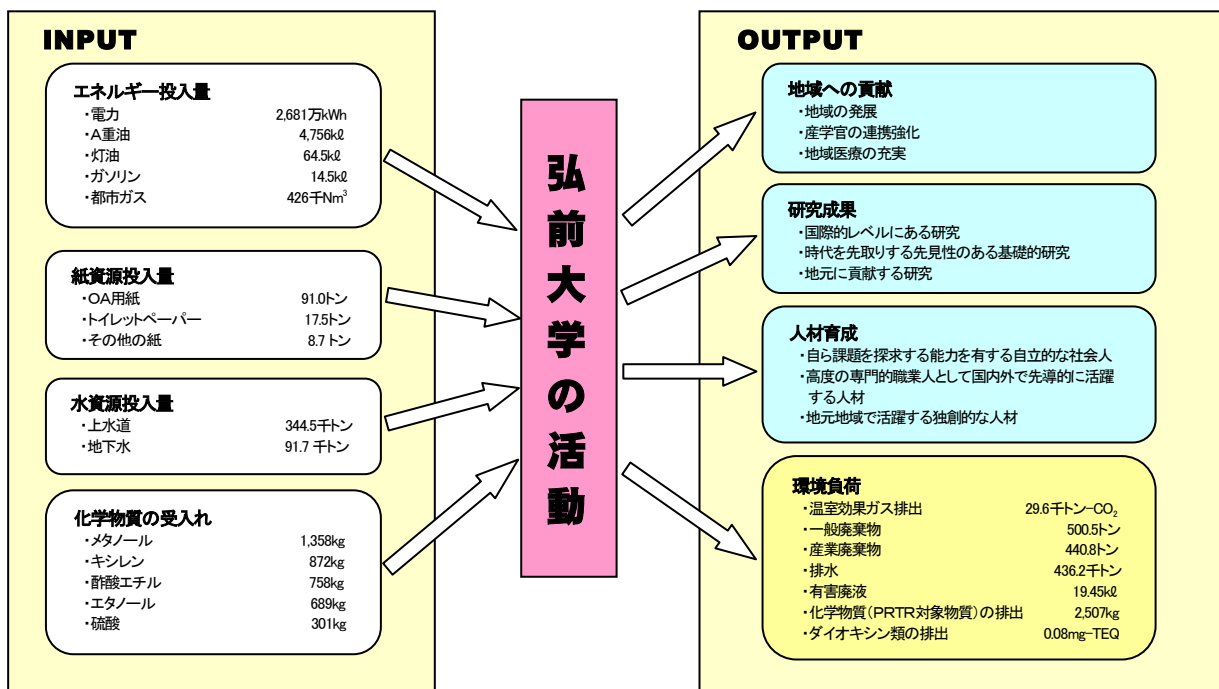 INPUT
エネルギー投入量
・電力 2,681万kWh
・A重油 4,756kℓ
・灯油 64.5kℓ
・ガソリン 14.5kℓ
・都市ガス 426千Nm³
紙資源投入量
・OA用紙 91.0トン
・トイレットペーパー 17.5トン
・その他の紙 8.7トン
水資源投入量
・上水道 344.5千トン
・地下水 91.7 千トン
化学物質の受入れ
・メタノール 1,358kg
・キシレン 872kg
・酢酸エチル 758kg
・エタノール 689kg
・硫酸 301kg
弘前大学の活動
OUTPUT
地域への貢献
・地域の発展
・産学官の連携強化
・地域医療の充実
研究成果
・国際的レベルにある研究
・時代を先取りする先見性のある基礎的研究
・地元に貢献する研究
人材育成
・自ら課題を探求する能力を有する自立的な社会人
・高度の専門的職業人として国内外で先導的に活躍
する人材
・地元地域で活躍する独創的な人材
環境負荷
・温室効果ガス排出 29.6千トン-CO₂
・一般廃棄物 500.5トン
・産業廃棄物 440.8トン
・排水 436.2千トン
・有害廃液 19.45kℓ
・化学物質(PRTR対象物質)の排出 2,507kg
・ダイオキシン類の排出 0.08mg-TEQ